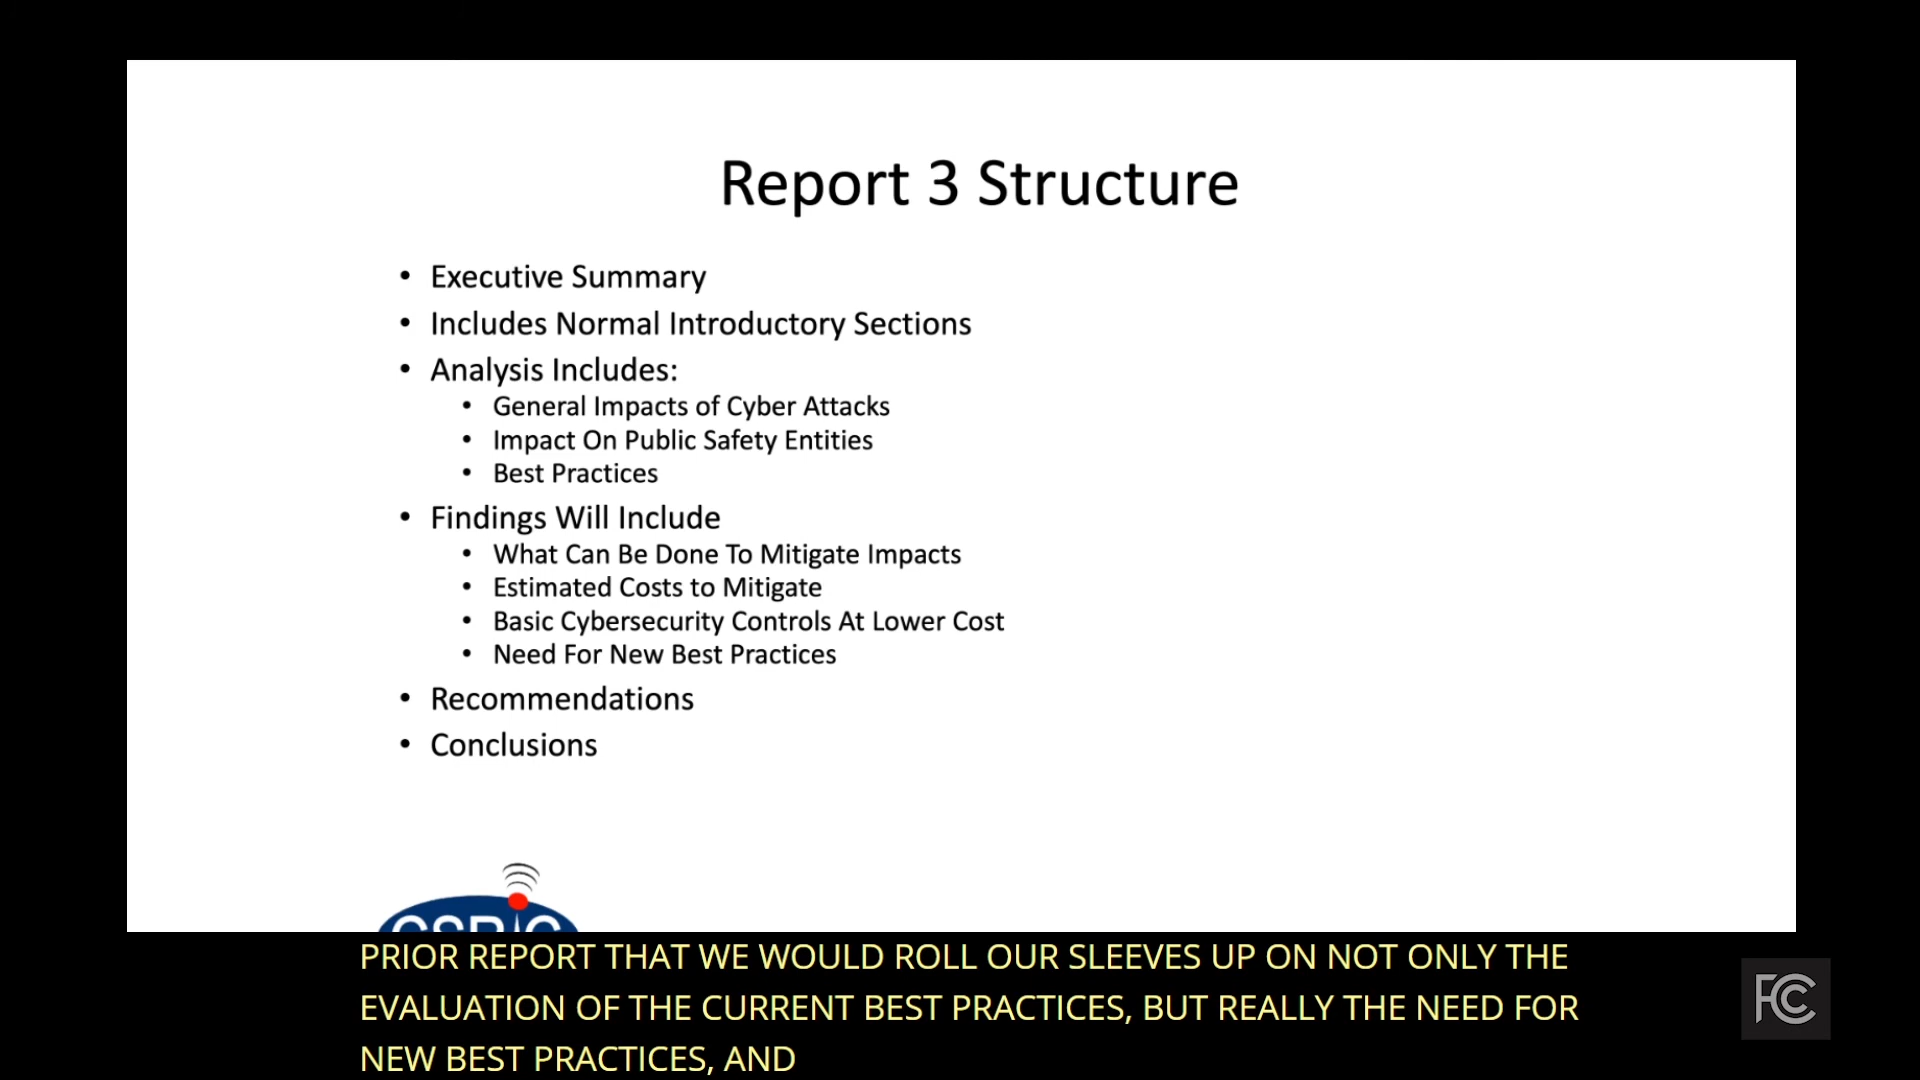 Report 3 Structure
• Executive Summary
• Includes Normal Introductory Sections
• Analysis Includes:
• General Impacts of Cyber Attacks
• Impact On Public Safety Entities
• Best Practices
• Findings Will Include
• What Can Be Done To Mitigate Impacts
• Estimated Costs to Mitigate
• Basic Cybersecurity Controls At Lower Cost
• Need For New Best Practices
• Recommendations
• Conclusions
CSRIC
PRIOR REPORT THAT WE WOULD ROLL OUR SLEEVES UP ON NOT ONLY THE
EVALUATION OF THE CURRENT BEST PRACTICES, BUT REALLY THE NEED FOR
NEW BEST PRACTICES, AND
FCC